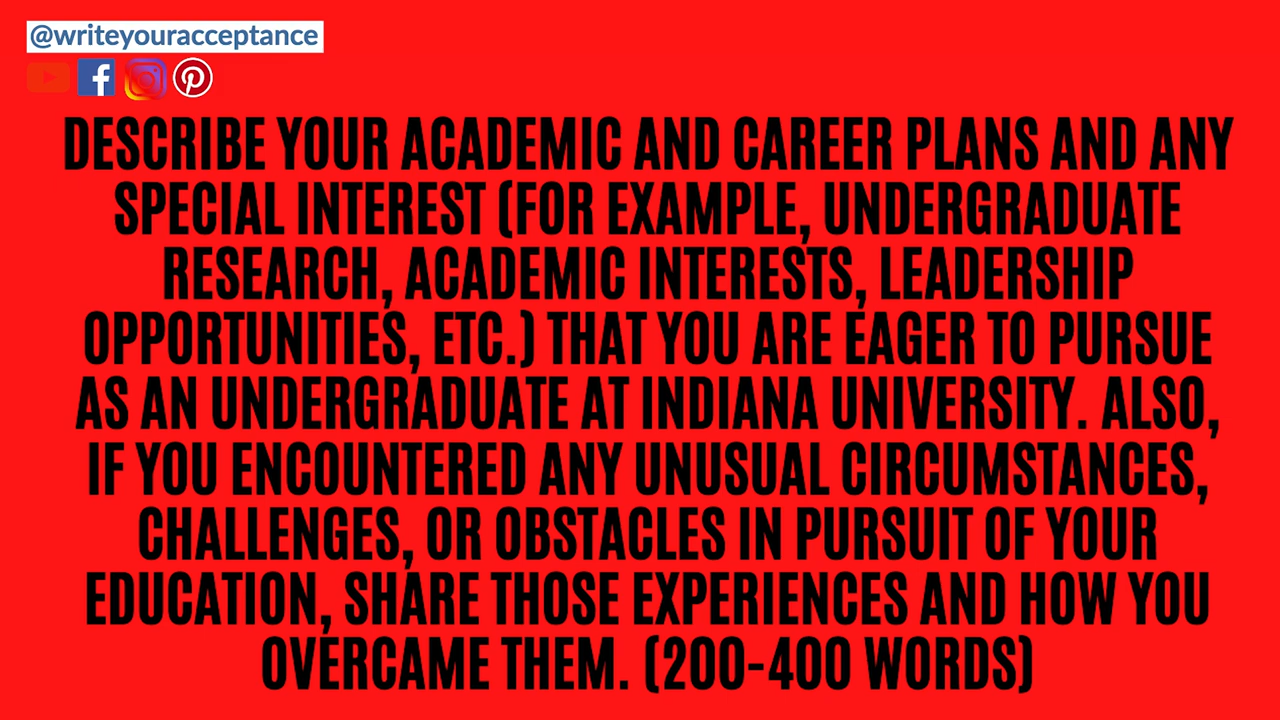 @writeyouracceptance
DESCRIBE YOUR ACADEMIC AND CAREER PLANS AND ANY
SPECIAL INTEREST (FOR EXAMPLE, UNDERGRADUATE
RESEARCH, ACADEMIC INTERESTS, LEADERSHIP
OPPORTUNITIES, ETC.) THAT YOU ARE EAGER TO PURSUE
AS AN UNDERGRADUATE AT INDIANA UNIVERSITY. ALSO,
IF YOU ENCOUNTERED ANY UNUSUAL CIRCUMSTANCES,
CHALLENGES, OR OBSTACLES IN PURSUIT OF YOUR
EDUCATION, SHARE THOSE EXPERIENCES AND HOW YOU
OVERCAME THEM. (200-400 WORDS)